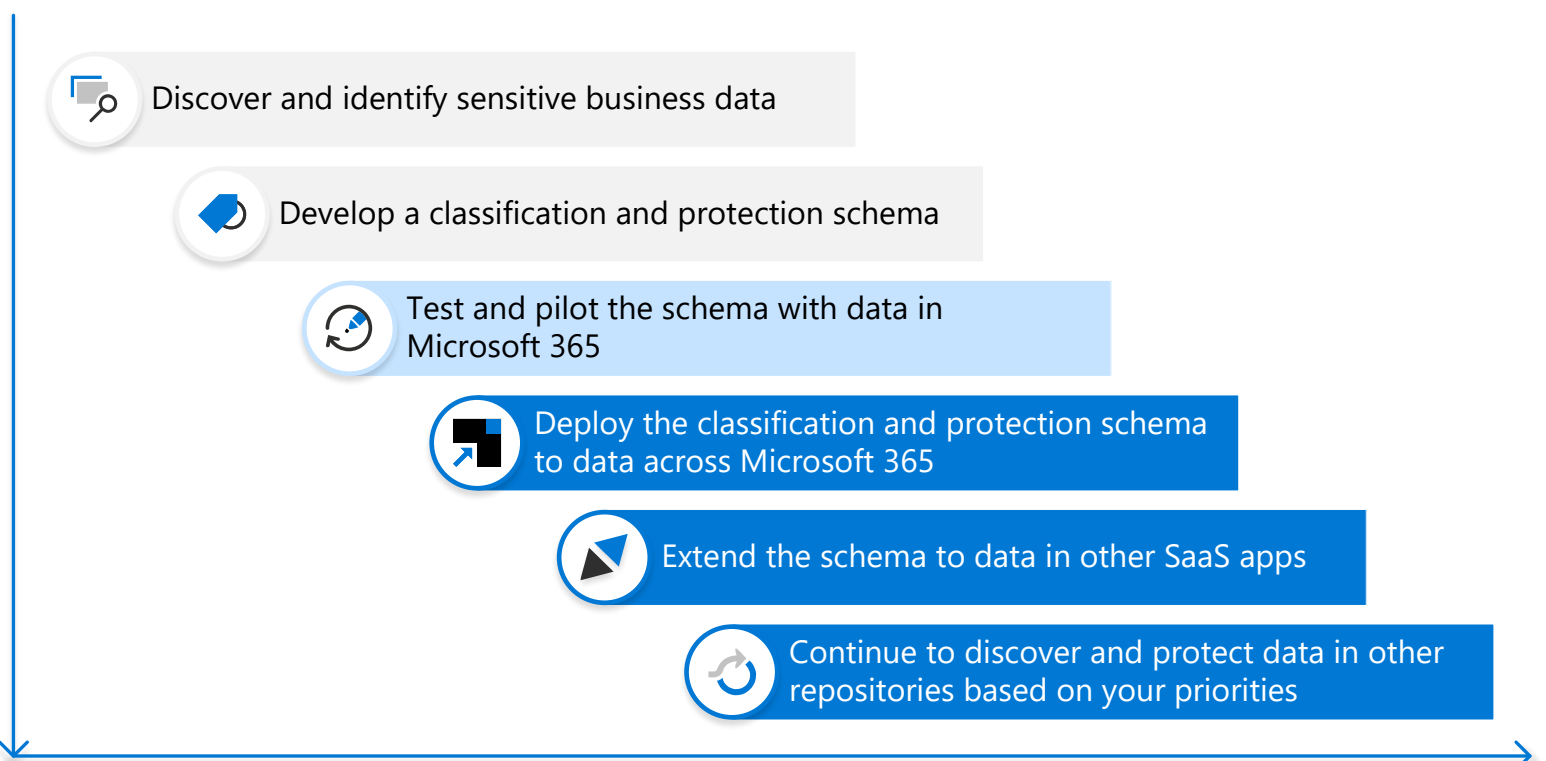 Discover and identify sensitive business data
Develop a classification and protection schema
Test and pilot the schema with data in
Microsoft 365
Deploy the classification and protection schema
to data across Microsoft 365
Extend the schema to data in other SaaS apps
Continue to discover and protect data in other
repositories based on your priorities